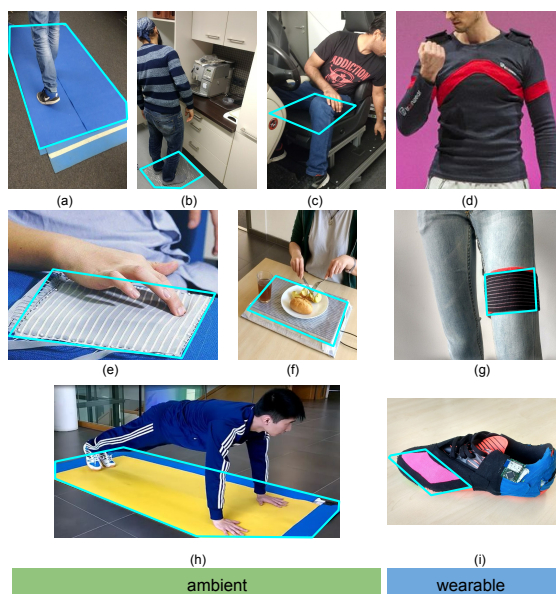 ADDICTION
(a)
(b)
(c)
(d)
(e)
(f)
(g)
(h)
(i)
ambient
wearable